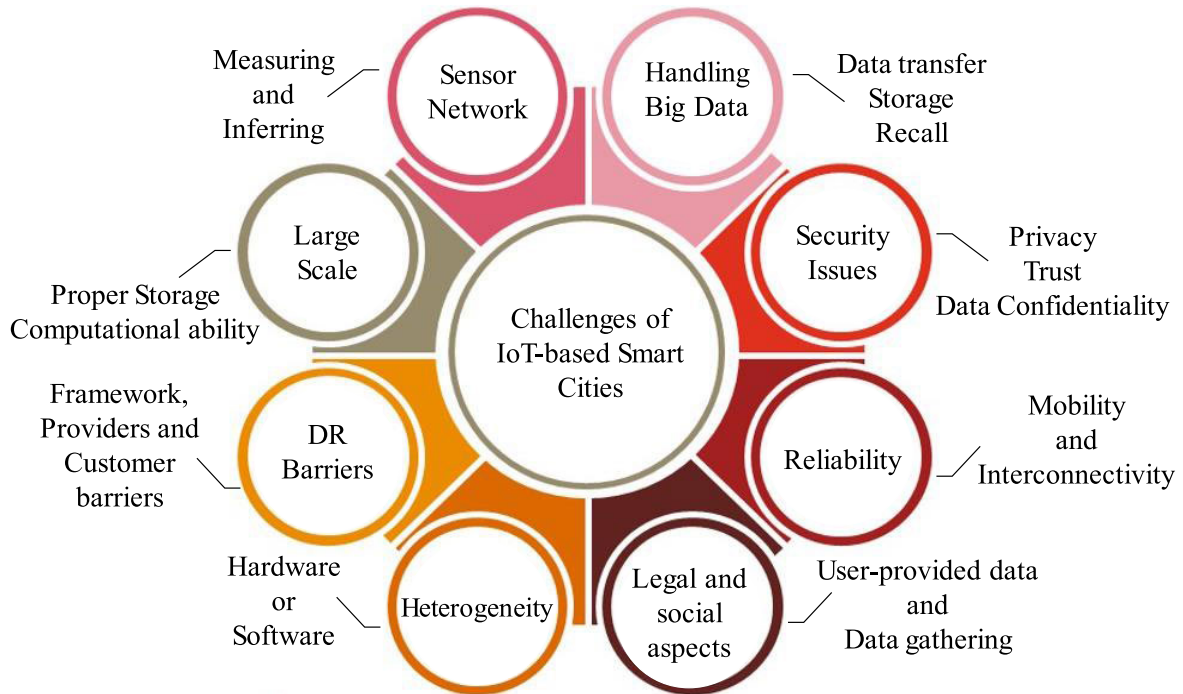 Measuring
and
Inferring
Sensor
Network
Handling
Big Data
Data transfer
Storage
Recall
Large
Scale
Proper Storage
Computational ability
Security
Issues
Privacy
Trust
Data Confidentiality
Challenges of
IoT-based Smart
Cities
Framework,
Providers and
Customer
barriers
DR
Barriers
Reliability
Mobility
and
Interconnectivity
Hardware
or
Software
Heterogeneity
Legal and
social
aspects
User-provided data
and
Data gathering